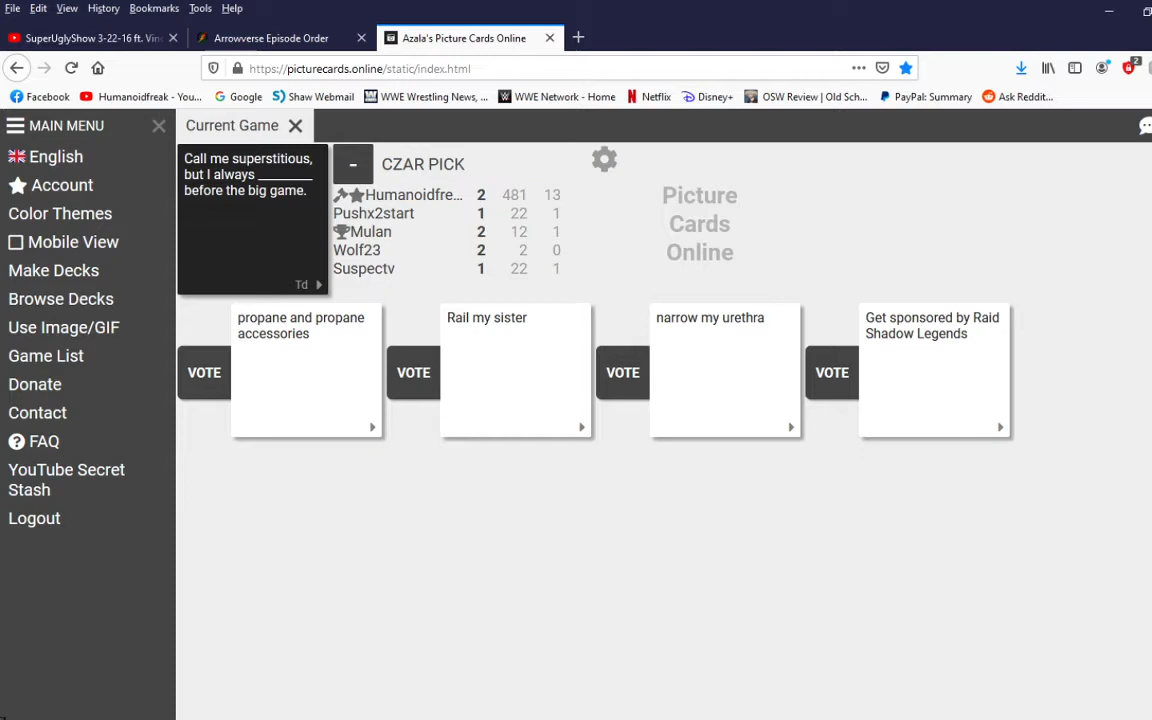 File Edit View History Bookmarks Tools Help
SuperUglyShow 3-22-16 ft. Vin
Arrowverse Episode Order
Azala's Picture Cards Online
https://picturecards.online/static/index.html
2
Facebook
Humanoidfreak - You...
Google
Shaw Webmail
WWE Wrestling News, ...
WWE Network - Home
Netflix
Disney+
OSW Review | Old Sch...
PayPal: Summary
Ask Reddit...
MAIN MENU
English
Account
Color Themes
Mobile View
Make Decks
Browse Decks
Use Image/GIF
Game List
Donate
Contact
FAQ
YouTube Secret
Stash
Logout
Current Game
Call me superstitious,
but I always ________
before the big game.
Td
-
CZAR PICK
Humanoidfre... 2 481 13
Pushx2start 1 22 1
Mulan 2 12 1
Wolf23 2 2 0
Suspectv 1 22 1
Picture
Cards
Online
VOTE
propane and propane
accessories
VOTE
Rail my sister
VOTE
narrow my urethra
VOTE
Get sponsored by Raid
Shadow Legends